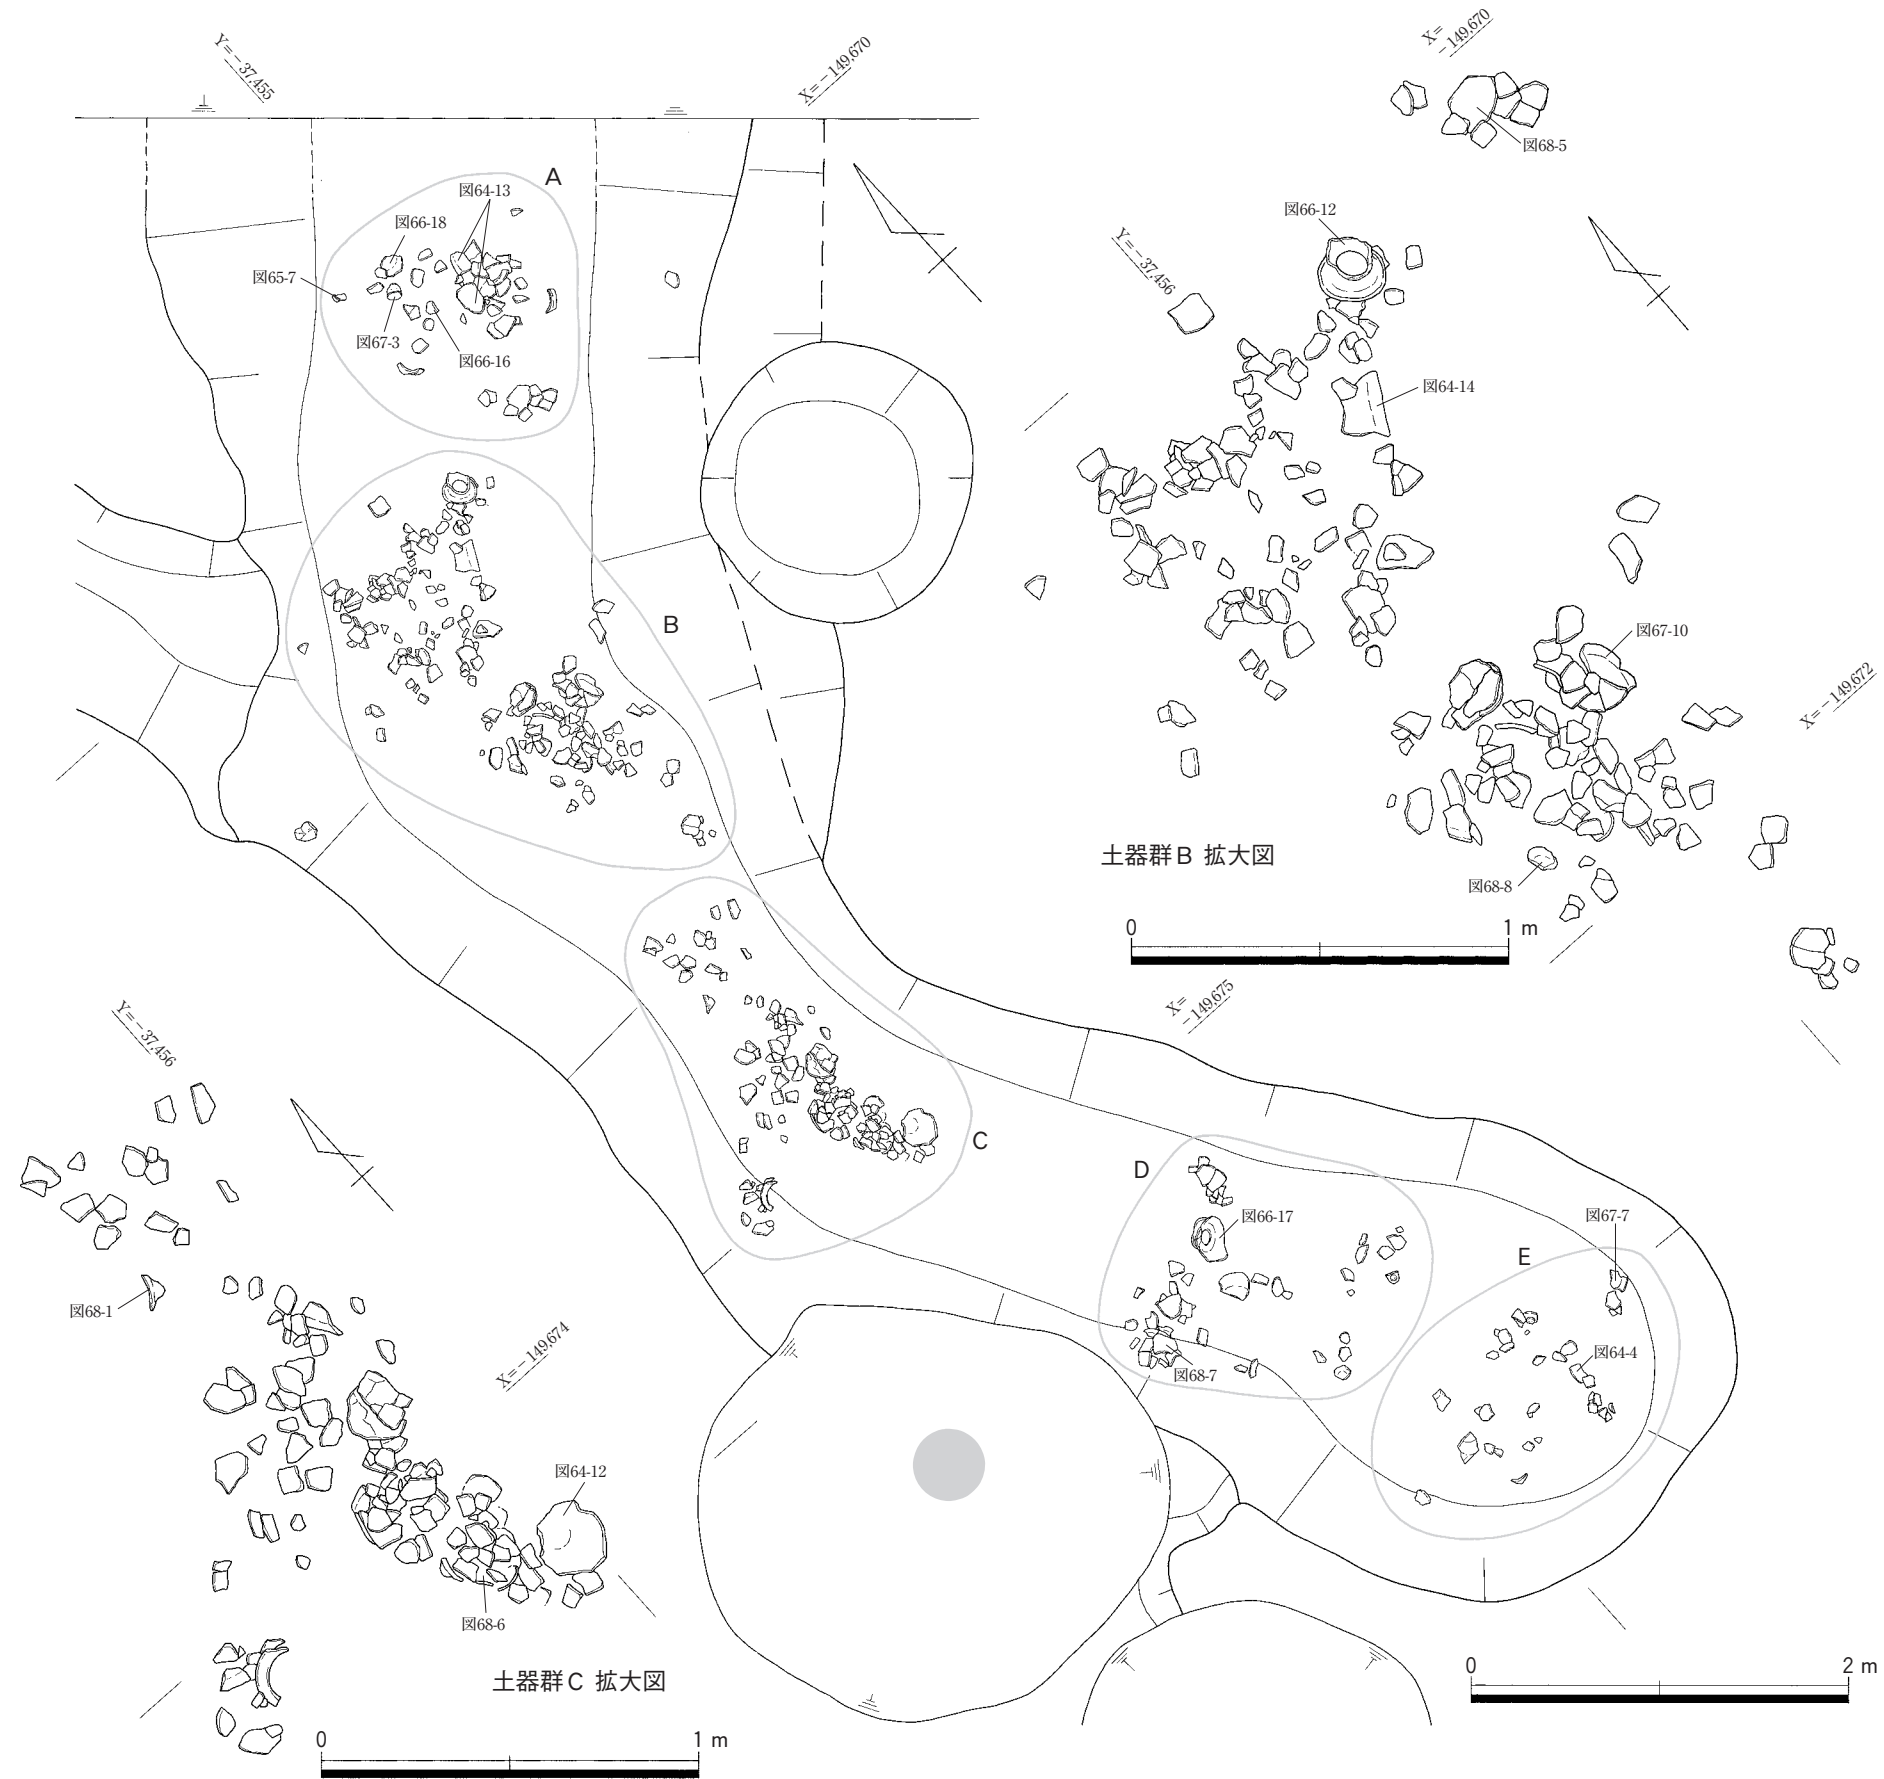 Y=−37,455
X=−149,670
A
図64-13
図66-18
図65-7
図67-3
図66-16
B
X=
−149,670
図68-5
図66-12
Y=−37,456
図64-14
図67-10
X=−149,672
図68-8
土器群B 拡大図
0 1 m
X=
−149,675
C
D
図66-17
図68-7
E
図67-7
図64-4
0 2 m
Y=−37,456
図68-1
X=−149,674
図64-12
図68-6
土器群C 拡大図
0 1 m